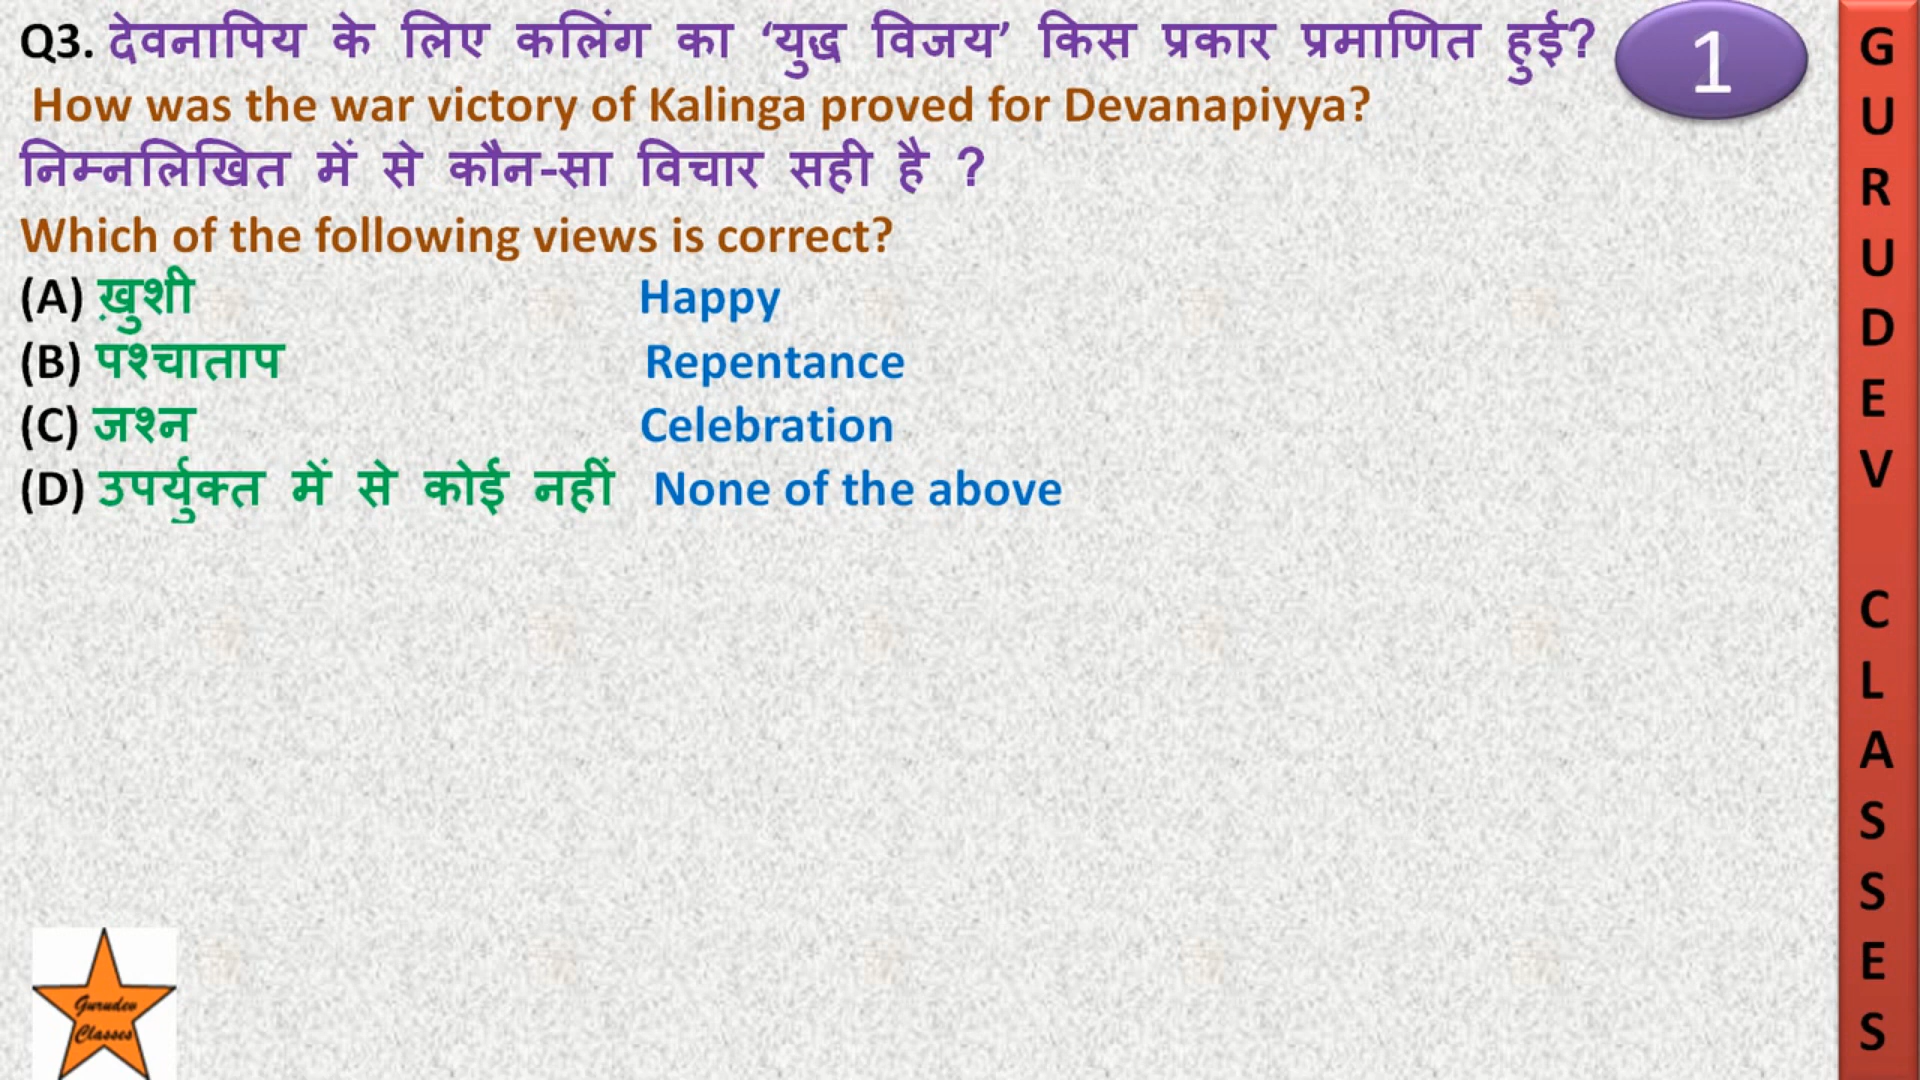 Q3. देवनापिय के लिए कलिंग का ‘युद्ध विजय’ किस प्रकार प्रमाणित हुई?
1
How was the war victory of Kalinga proved for Devanapiyya?
निम्नलिखित में से कौन-सा विचार सही है ?
Which of the following views is correct?
(A) ख़ुशी Happy
(B) पश्चाताप Repentance
(C) जश्न Celebration
(D) उपर्युक्त में से कोई नहीं None of the above
Gurudev
Classes
GURUDEV CLASSES